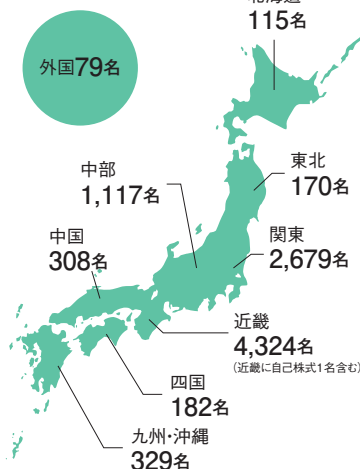 北海道
115名
外国79名
東北
170名
中部
1,117名
関東
2,679名
中国
308名
近畿
4,324名
(近畿に自己株式1名含む)
四国
182名
九州・沖縄
329名